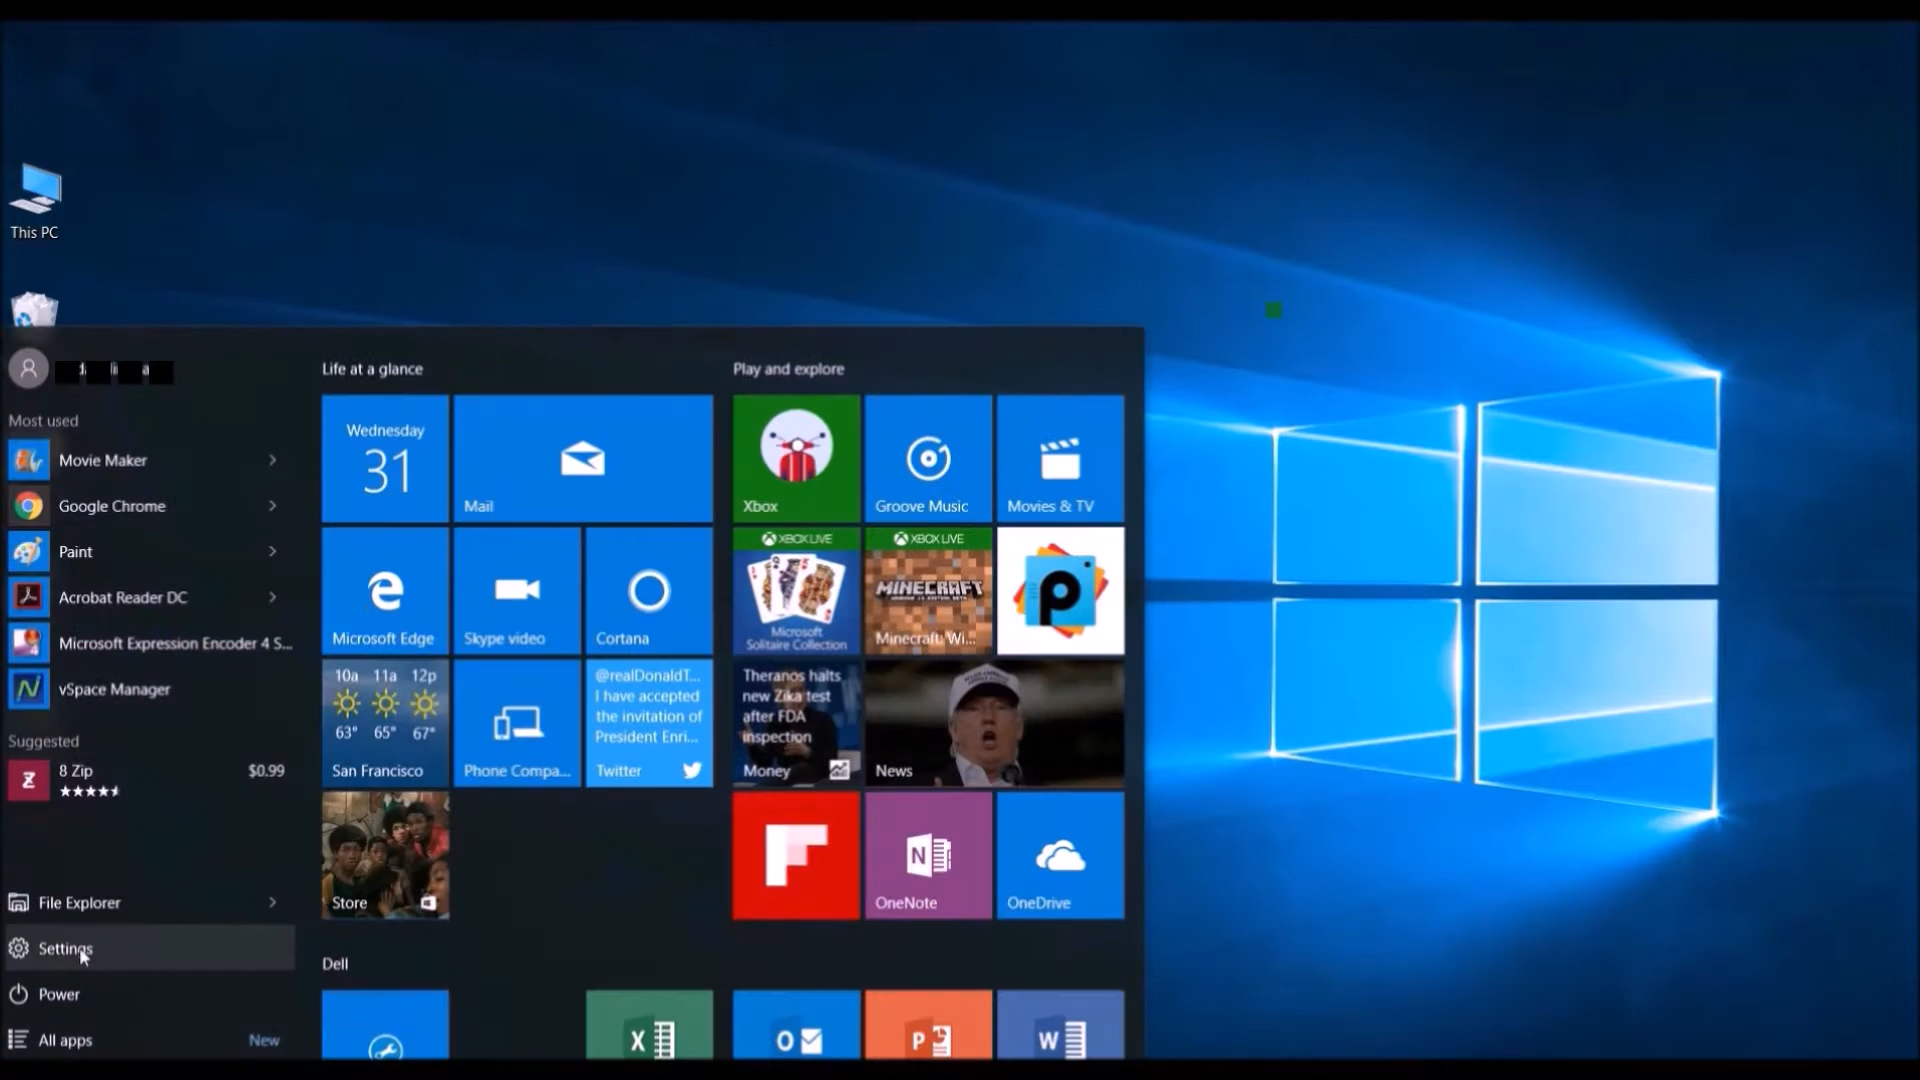 This PC
Most used
Movie Maker
Google Chrome
Paint
Acrobat Reader DC
Microsoft Expression Encoder 4 S...
vSpace Manager
Suggested
8 Zip
$0.99
File Explorer
Settings
Power
All apps
New
Life at a glance
Wednesday
31
Mail
Microsoft Edge
Skype video
Cortana
10a 11a 12p
63° 65° 67°
San Francisco
Phone Compa...
@realDonaldT...
I have accepted
the invitation of
President Enri...
Twitter
Store
Dell
Play and explore
Xbox
Groove Music
Movies & TV
XBOX LIVE
Microsoft
Solitaire Collection
XBOX LIVE
MINECRAFT
Minecraft: Wi...
Theranos halts
new Zika test
after FDA
inspection
Money
News
OneNote
OneDrive